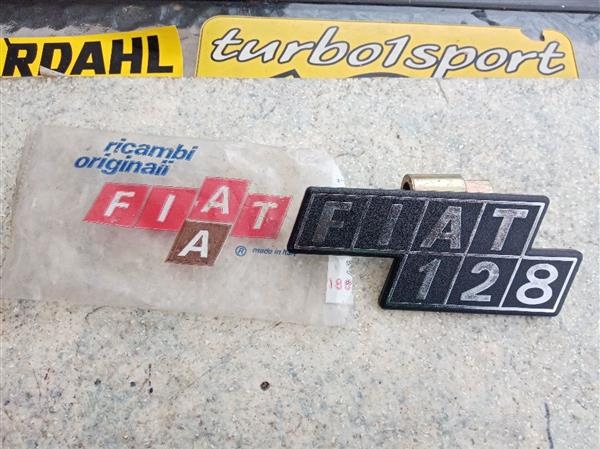 RDAHL
turbo1sport
ricambi
originali
FIAT
A
® made in Italy
FIAT
128